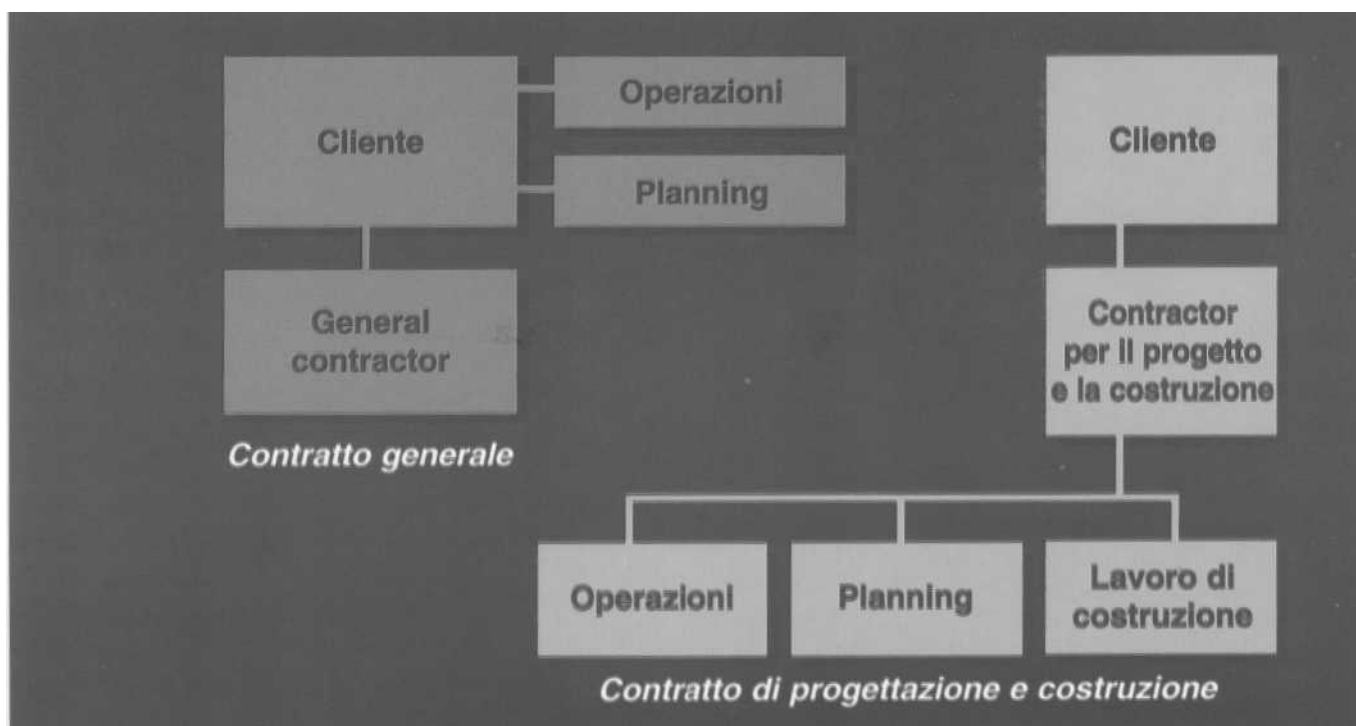 Cliente
Operazioni
Planning
General
contractor
Contratto generale
Cliente
Contractor
per il progetto
e la costruzione
Operazioni
Planning
Lavoro di
costruzione
Contratto di progettazione e costruzione